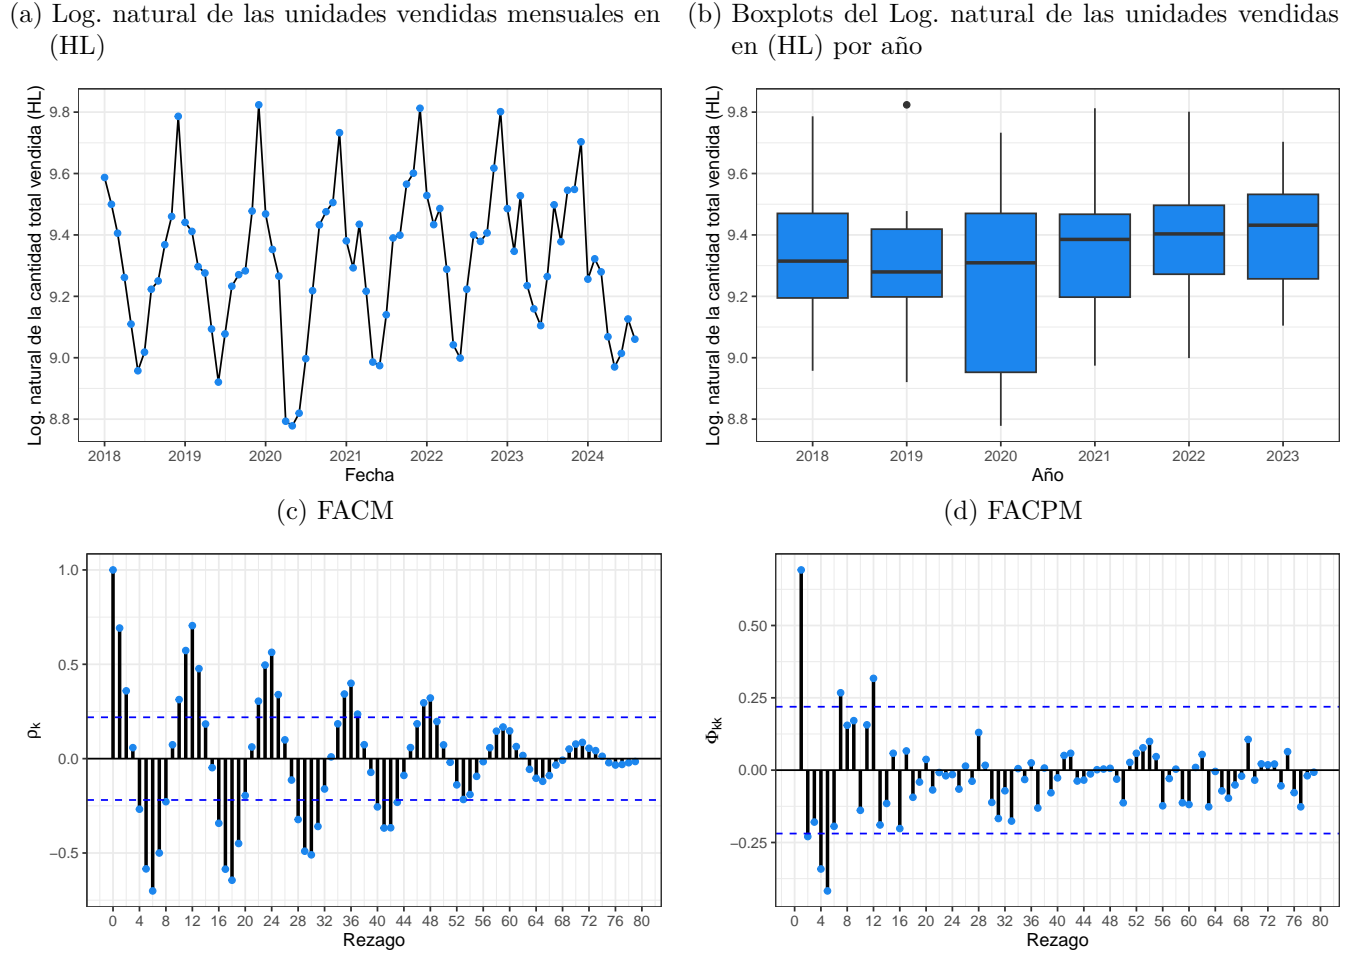 (a) Log. natural de las unidades vendidas mensuales en
(HL)
(b) Boxplots del Log. natural de las unidades vendidas
en (HL) por año
Log. natural de la cantidad total vendida (HL)
9.8
9.6
9.4
9.2
9.0
8.8
2018 2019 2020 2021 2022 2023 2024
Fecha
Log. natural de la cantidad total vendida (HL)
9.8
9.6
9.4
9.2
9.0
8.8
2018 2019 2020 2021 2022 2023
Año
(c) FACM
(d) FACPM
ρk
1.0
0.5
0.0
−0.5
0 4 8 12 16 20 24 28 32 36 40 44 48 52 56 60 64 68 72 76 80
Rezago
Φkk
0.50
0.25
0.00
−0.25
0 4 8 12 16 20 24 28 32 36 40 44 48 52 56 60 64 68 72 76 80
Rezago